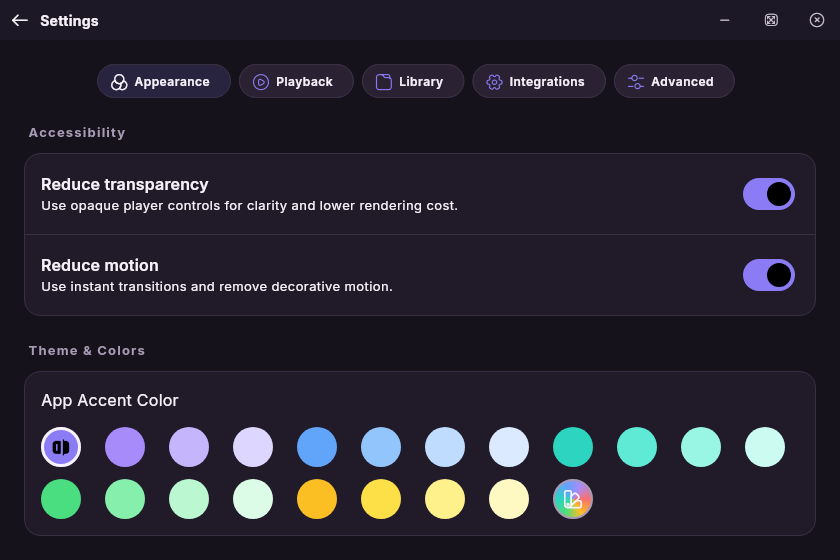 Settings
Appearance
Playback
Library
Integrations
Advanced
Accessibility
Reduce transparency
Use opaque player controls for clarity and lower rendering cost.
Reduce motion
Use instant transitions and remove decorative motion.
Theme & Colors
App Accent Color